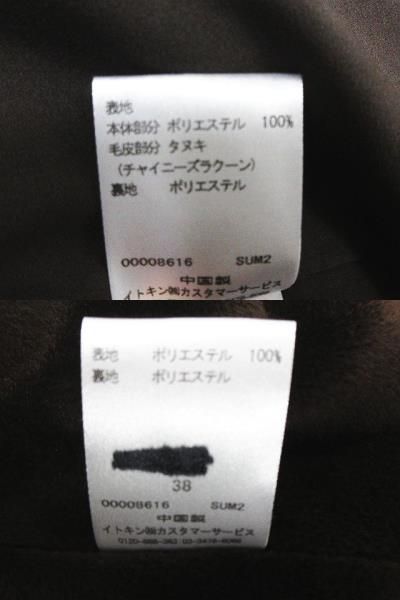 表地
本体部分 ポリエステル 100%
毛皮部分 タヌキ
(チャイニーズラクーン)
裏地 ポリエステル
00008616 SUM2
中国製
イトキン㈱カスタマーサービス
表地 ポリエステル 100%
裏地 ポリエステル
38
00008616 SUM2
中国製
イトキン㈱カスタマーサービス